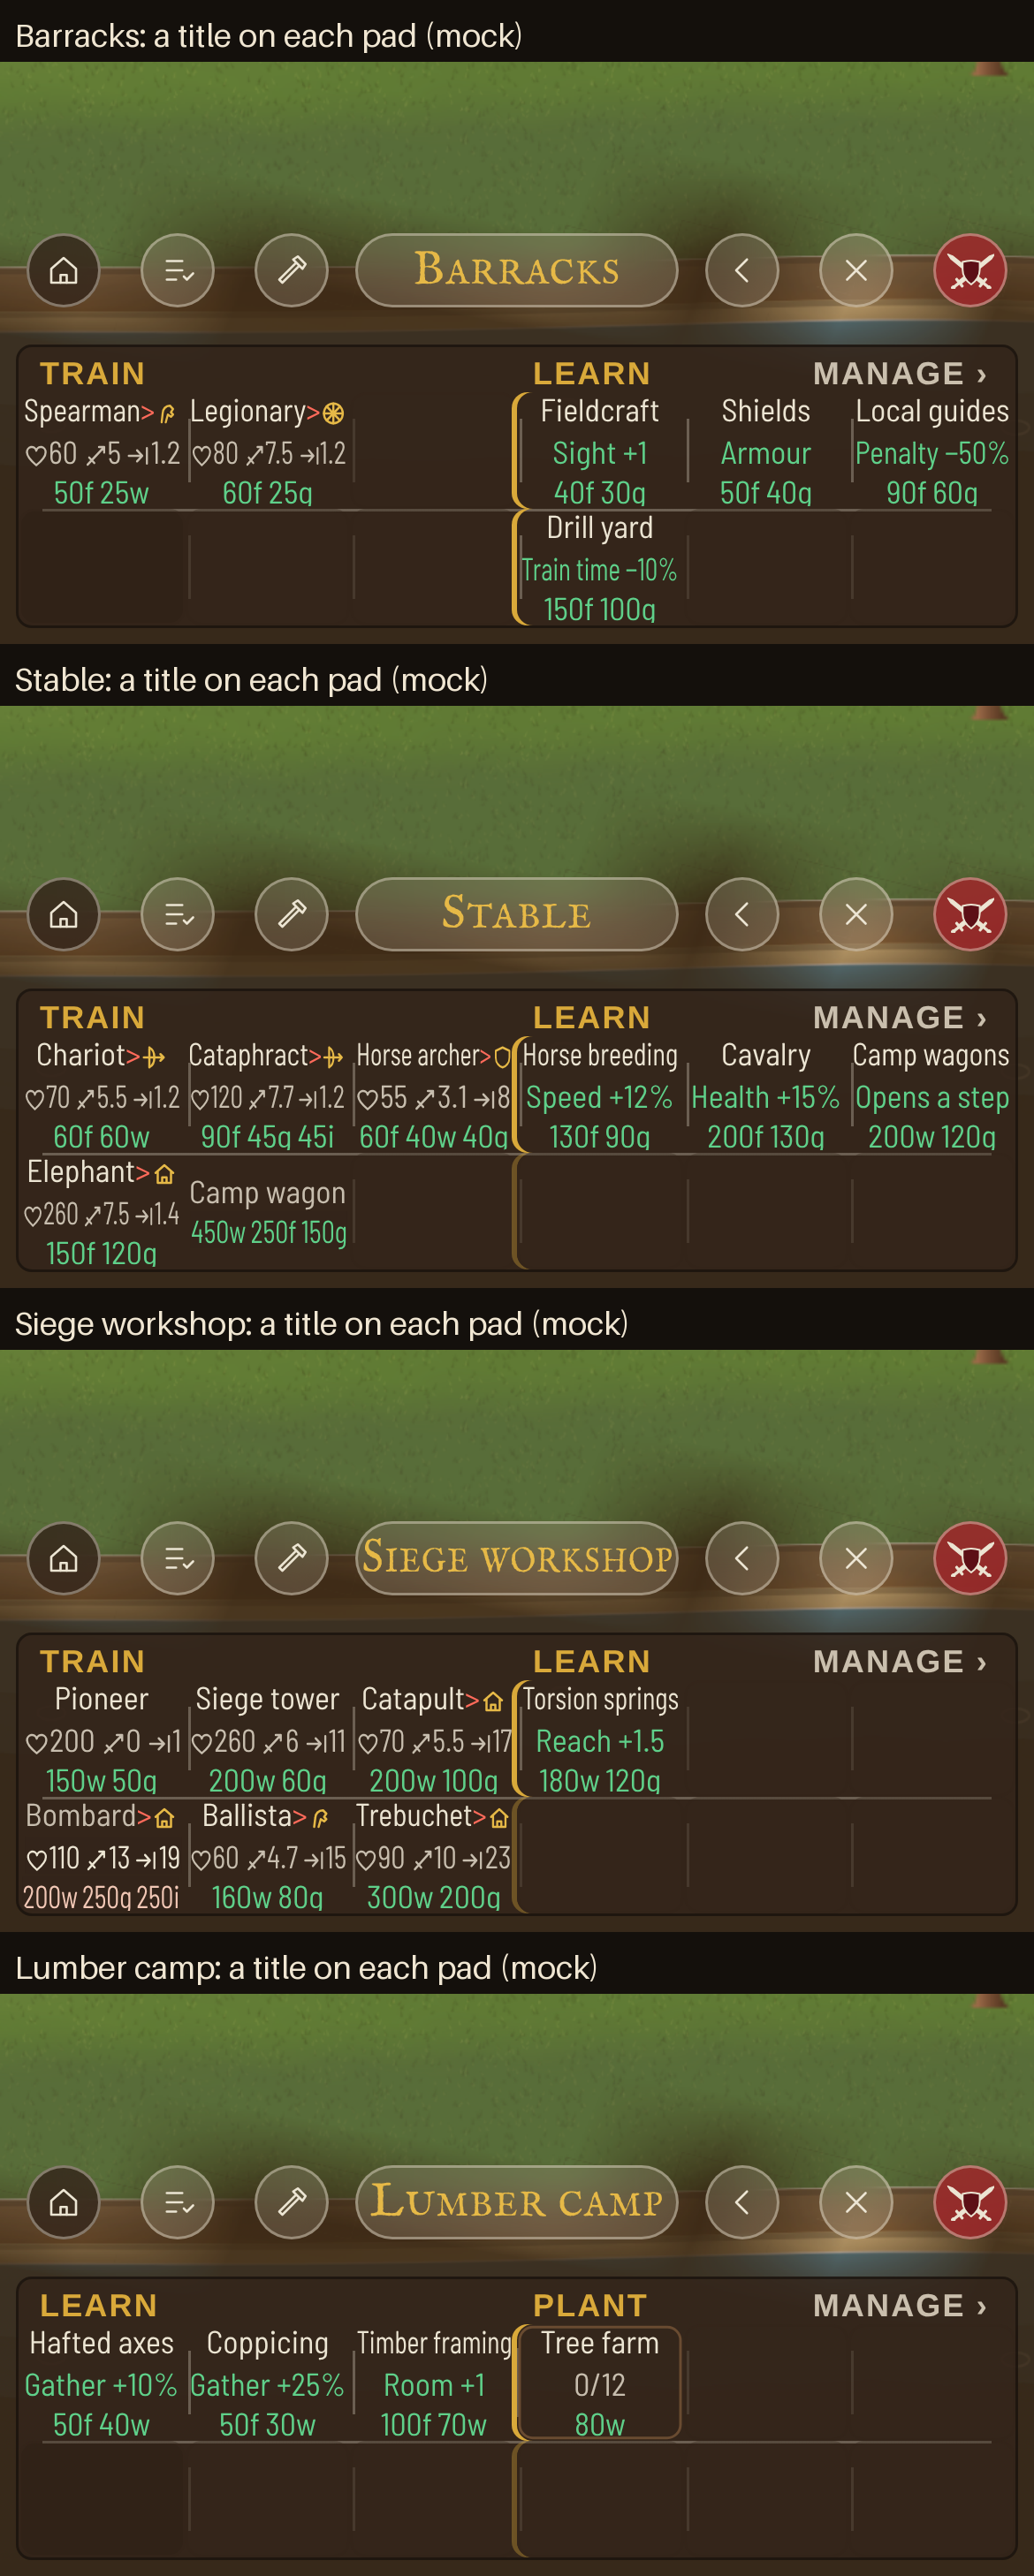 Barracks: a title on each pad (mock)
BARRACKS
TRAIN LEARN MANAGE ›
Spearman> Legionary> Fieldcraft Shields Local guides
60 5 1.2 80 7.5 1.2 Sight +1 Armour Penalty −50%
50f 25w 60f 25g 40f 30g 50f 40g 90f 60g
Drill yard
Train time −10%
150f 100g
Stable: a title on each pad (mock)
STABLE
TRAIN LEARN MANAGE ›
Chariot> Cataphract> Horse archer> Horse breeding Cavalry Camp wagons
70 5.5 1.2 120 7.7 1.2 55 3.1 8 Speed +12% Health +15% Opens a step
60f 60w 90f 45g 45i 60f 40w 40g 130f 90g 200f 130g 200w 120g
Elephant> Camp wagon
260 7.5 1.4 450w 250f 150g
150f 120g
Siege workshop: a title on each pad (mock)
SIEGE WORKSHOP
TRAIN LEARN MANAGE ›
Pioneer Siege tower Catapult> Torsion springs
200 0 1 260 6 11 70 5.5 17 Reach +1.5
150w 50g 200w 60g 200w 100g 180w 120g
Bombard> Ballista> Trebuchet>
110 13 19 60 4.7 15 90 10 23
200w 250g 250i 160w 80g 300w 200g
Lumber camp: a title on each pad (mock)
LUMBER CAMP
LEARN PLANT MANAGE ›
Hafted axes Coppicing Timber framing Tree farm
Gather +10% Gather +25% Room +1 0/12
50f 40w 50f 30w 100f 70w 80w